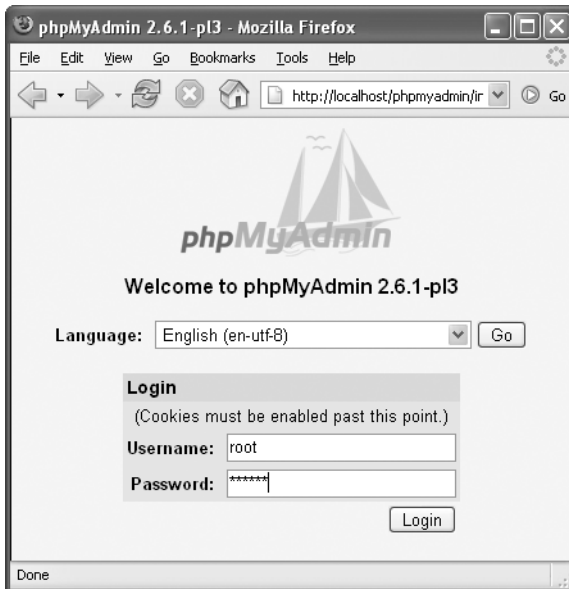 phpMyAdmin 2.6.1-pl3 - Mozilla Firefox
File Edit View Go Bookmarks Tools Help
http://localhost/phpmyadmin/ir Go
phpMyAdmin
Welcome to phpMyAdmin 2.6.1-pl3
Language: English (en-utf-8) Go
Login
(Cookies must be enabled past this point.)
Username: root
Password: ******
Login
Done